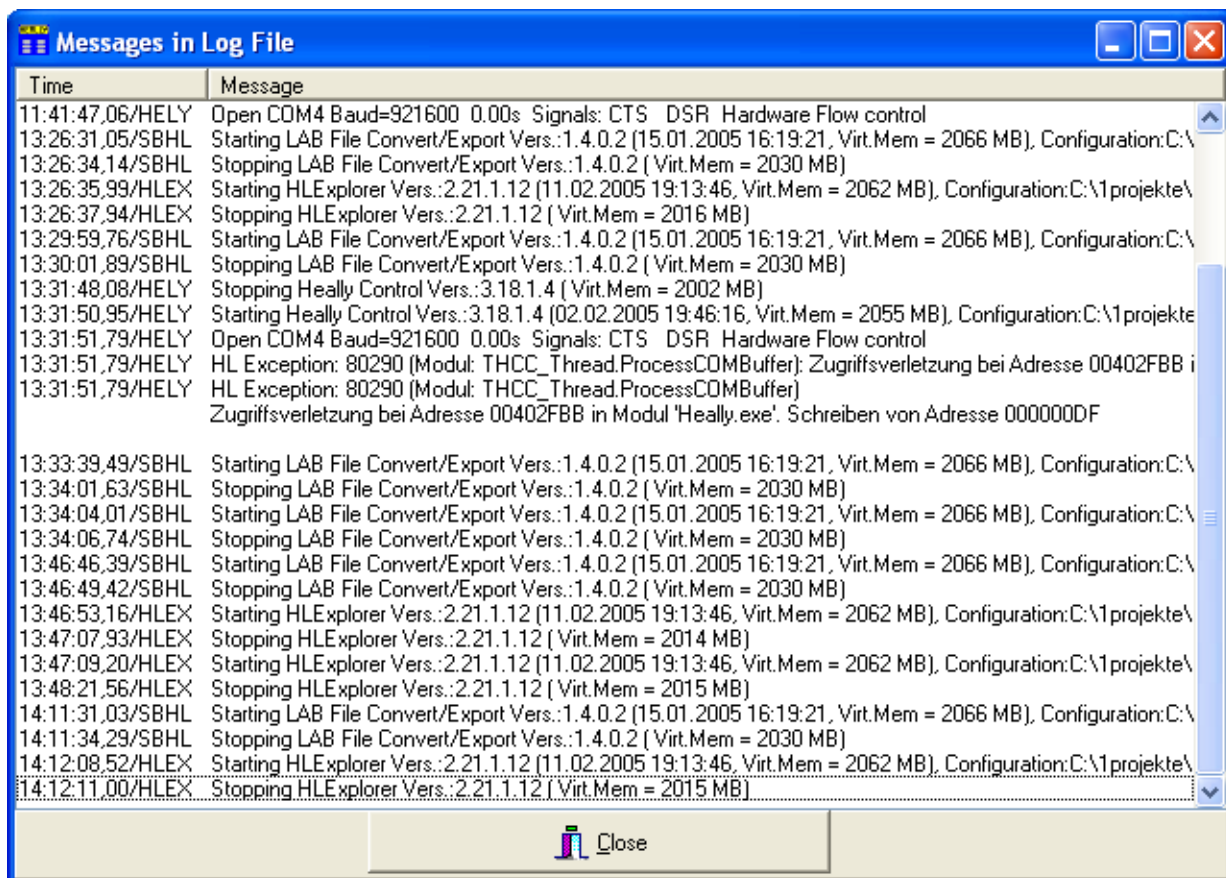 Messages in Log File
Time Message
11:41:47,06/HELY Open COM4 Baud=921600 0.00s Signals: CTS DSR Hardware Flow control
13:26:31,05/SBHL Starting LAB File Convert/Export Vers.:1.4.0.2 (15.01.2005 16:19:21, Virt.Mem = 2066 MB), Configuration:C:\
13:26:34,14/SBHL Stopping LAB File Convert/Export Vers.:1.4.0.2 ( Virt.Mem = 2030 MB)
13:26:35,99/HLEX Starting HLExplorer Vers.:2.21.1.12 (11.02.2005 19:13:46, Virt.Mem = 2062 MB), Configuration:C:\1projekte\
13:26:37,94/HLEX Stopping HLExplorer Vers.:2.21.1.12 ( Virt.Mem = 2016 MB)
13:29:59,76/SBHL Starting LAB File Convert/Export Vers.:1.4.0.2 (15.01.2005 16:19:21, Virt.Mem = 2066 MB), Configuration:C:\
13:30:01,89/SBHL Stopping LAB File Convert/Export Vers.:1.4.0.2 ( Virt.Mem = 2030 MB)
13:31:48,08/HELY Stopping Heally Control Vers.:3.18.1.4 ( Virt.Mem = 2002 MB)
13:31:50,95/HELY Starting Heally Control Vers.:3.18.1.4 (02.02.2005 19:46:16, Virt.Mem = 2055 MB), Configuration:C:\1projekte
13:31:51,79/HELY Open COM4 Baud=921600 0.00s Signals: CTS DSR Hardware Flow control
13:31:51,79/HELY HL Exception: 80290 (Modul: THCC_Thread.ProcessCOMBuffer): Zugriffsverletzung bei Adresse 00402FBB i
13:31:51,79/HELY HL Exception: 80290 (Modul: THCC_Thread.ProcessCOMBuffer)
Zugriffsverletzung bei Adresse 00402FBB in Modul 'Heally.exe'. Schreiben von Adresse 000000DF
13:33:39,49/SBHL Starting LAB File Convert/Export Vers.:1.4.0.2 (15.01.2005 16:19:21, Virt.Mem = 2066 MB), Configuration:C:\
13:34:01,63/SBHL Stopping LAB File Convert/Export Vers.:1.4.0.2 ( Virt.Mem = 2030 MB)
13:34:04,01/SBHL Starting LAB File Convert/Export Vers.:1.4.0.2 (15.01.2005 16:19:21, Virt.Mem = 2066 MB), Configuration:C:\
13:34:06,74/SBHL Stopping LAB File Convert/Export Vers.:1.4.0.2 ( Virt.Mem = 2030 MB)
13:46:46,39/SBHL Starting LAB File Convert/Export Vers.:1.4.0.2 (15.01.2005 16:19:21, Virt.Mem = 2066 MB), Configuration:C:\
13:46:49,42/SBHL Stopping LAB File Convert/Export Vers.:1.4.0.2 ( Virt.Mem = 2030 MB)
13:46:53,16/HLEX Starting HLExplorer Vers.:2.21.1.12 (11.02.2005 19:13:46, Virt.Mem = 2062 MB), Configuration:C:\1projekte\
13:47:07,93/HLEX Stopping HLExplorer Vers.:2.21.1.12 ( Virt.Mem = 2014 MB)
13:47:09,20/HLEX Starting HLExplorer Vers.:2.21.1.12 (11.02.2005 19:13:46, Virt.Mem = 2062 MB), Configuration:C:\1projekte\
13:48:21,56/HLEX Stopping HLExplorer Vers.:2.21.1.12 ( Virt.Mem = 2015 MB)
14:11:31,03/SBHL Starting LAB File Convert/Export Vers.:1.4.0.2 (15.01.2005 16:19:21, Virt.Mem = 2066 MB), Configuration:C:\
14:11:34,29/SBHL Stopping LAB File Convert/Export Vers.:1.4.0.2 ( Virt.Mem = 2030 MB)
14:12:08,52/HLEX Starting HLExplorer Vers.:2.21.1.12 (11.02.2005 19:13:46, Virt.Mem = 2062 MB), Configuration:C:\1projekte\
14:12:11,00/HLEX Stopping HLExplorer Vers.:2.21.1.12 ( Virt.Mem = 2015 MB)
Close